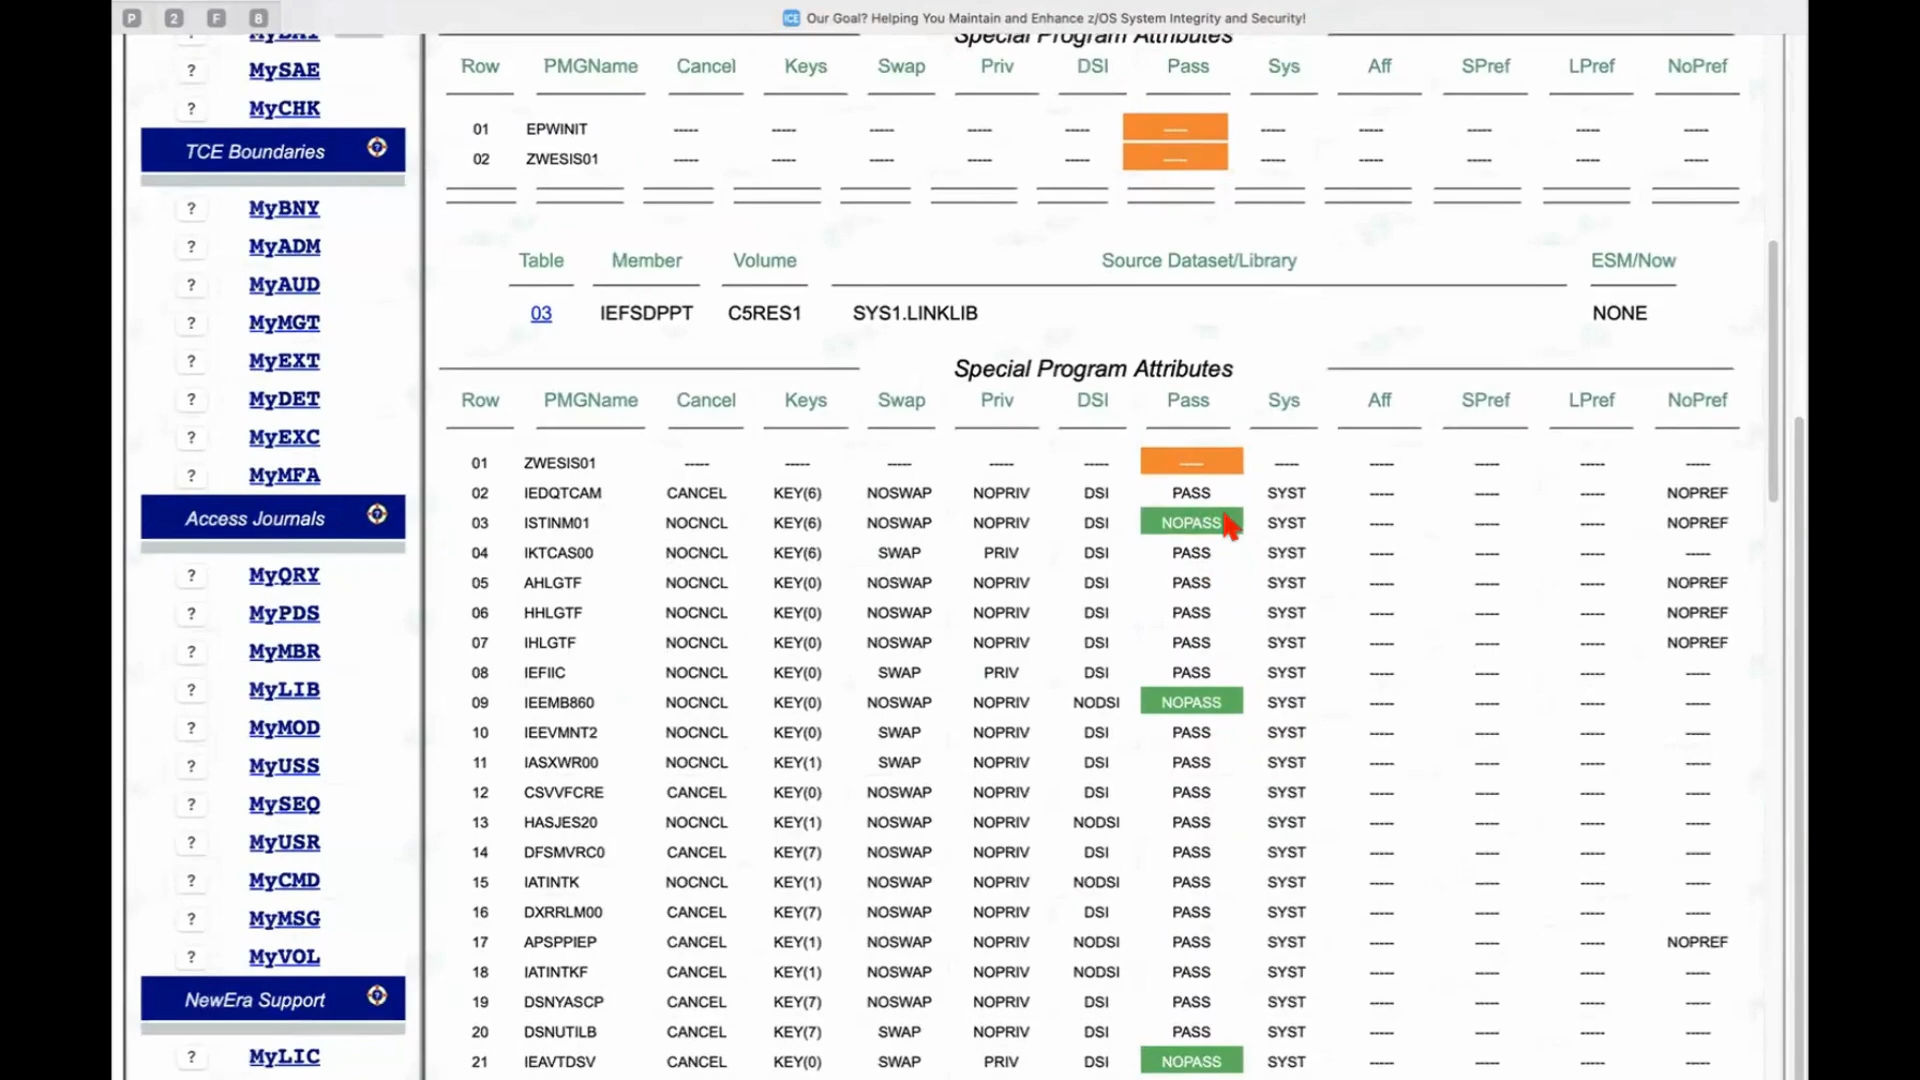 P 2 F 8 ICE Our Goal? Helping You Maintain and Enhance z/OS System Integrity and Security!
MyDAT
? MySAE
? MyCHK
TCE Boundaries ?
? MyBNY
? MyADM
? MyAUD
? MyMGT
? MyEXT
? MyDET
? MyEXC
? MyMFA
Access Journals ?
? MyQRY
? MyPDS
? MyMBR
? MyLIB
? MyMOD
? MyUSS
? MySEQ
? MyUSR
? MyCMD
? MyMSG
? MyVOL
NewEra Support ?
? MyLIC
Special Program Attributes
Row PMGName Cancel Keys Swap Priv DSI Pass Sys Aff SPref LPref NoPref
01 EPWINIT ----- ----- ----- ----- ----- ----- ----- ----- ----- ----- -----
02 ZWESIS01 ----- ----- ----- ----- ----- ----- ----- ----- ----- ----- -----
Table Member Volume Source Dataset/Library ESM/Now
03 IEFSDPPT C5RES1 SYS1.LINKLIB NONE
Special Program Attributes
Row PMGName Cancel Keys Swap Priv DSI Pass Sys Aff SPref LPref NoPref
01 ZWESIS01 ----- ----- ----- ----- ----- ----- ----- ----- ----- ----- -----
02 IEDQTCAM CANCEL KEY(6) NOSWAP NOPRIV DSI PASS SYST ----- ----- ----- NOPREF
03 ISTINM01 NOCNCL KEY(6) NOSWAP NOPRIV DSI NOPASS SYST ----- ----- ----- NOPREF
04 IKTCAS00 NOCNCL KEY(6) SWAP PRIV DSI PASS SYST ----- ----- ----- -----
05 AHLGTF NOCNCL KEY(0) NOSWAP NOPRIV DSI PASS SYST ----- ----- ----- NOPREF
06 HHLGTF NOCNCL KEY(0) NOSWAP NOPRIV DSI PASS SYST ----- ----- ----- NOPREF
07 IHLGTF NOCNCL KEY(0) NOSWAP NOPRIV DSI PASS SYST ----- ----- ----- NOPREF
08 IEFIIC NOCNCL KEY(0) SWAP PRIV DSI PASS SYST ----- ----- ----- -----
09 IEEMB860 NOCNCL KEY(0) NOSWAP NOPRIV NODSI NOPASS SYST ----- ----- ----- -----
10 IEEVMNT2 NOCNCL KEY(0) SWAP NOPRIV DSI PASS SYST ----- ----- ----- -----
11 IASXWR00 NOCNCL KEY(1) SWAP NOPRIV DSI PASS SYST ----- ----- ----- -----
12 CSVVFCRE CANCEL KEY(0) NOSWAP NOPRIV DSI PASS SYST ----- ----- ----- -----
13 HASJES20 NOCNCL KEY(1) NOSWAP NOPRIV NODSI PASS SYST ----- ----- ----- -----
14 DFSMVRC0 CANCEL KEY(7) NOSWAP NOPRIV DSI PASS SYST ----- ----- ----- -----
15 IATINTK NOCNCL KEY(1) NOSWAP NOPRIV NODSI PASS SYST ----- ----- ----- -----
16 DXRRLM00 CANCEL KEY(7) NOSWAP NOPRIV DSI PASS SYST ----- ----- ----- -----
17 APSPPIEP CANCEL KEY(1) NOSWAP NOPRIV NODSI PASS SYST ----- ----- ----- NOPREF
18 IATINTKF CANCEL KEY(1) NOSWAP NOPRIV NODSI PASS SYST ----- ----- ----- -----
19 DSNYASCP CANCEL KEY(7) NOSWAP NOPRIV DSI PASS SYST ----- ----- ----- -----
20 DSNUTILB CANCEL KEY(7) SWAP NOPRIV DSI PASS SYST ----- ----- ----- -----
21 IEAVTDSV CANCEL KEY(0) SWAP PRIV DSI NOPASS SYST ----- ----- ----- -----